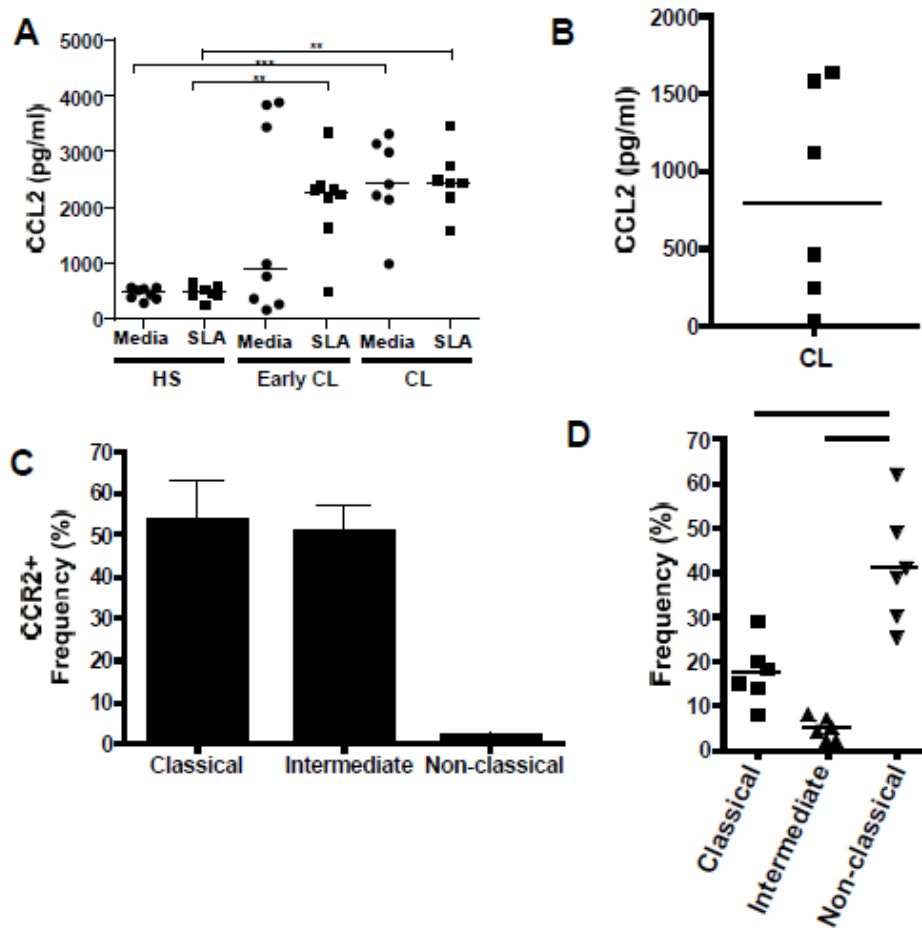 A
CCL2 (pg/ml)
5000
4000
3000
2000
1000
0
**
***
**
Media SLA Media SLA Media SLA
HS Early CL CL
B
CCL2 (pg/ml)
2000
1500
1000
500
0
CL
C
CCR2+
Frequency (%)
70
60
50
40
30
20
10
0
Classical Intermediate Non-classical
D
Frequency (%)
70
60
50
40
30
20
10
0
Classical
Intermediate
Non-classical